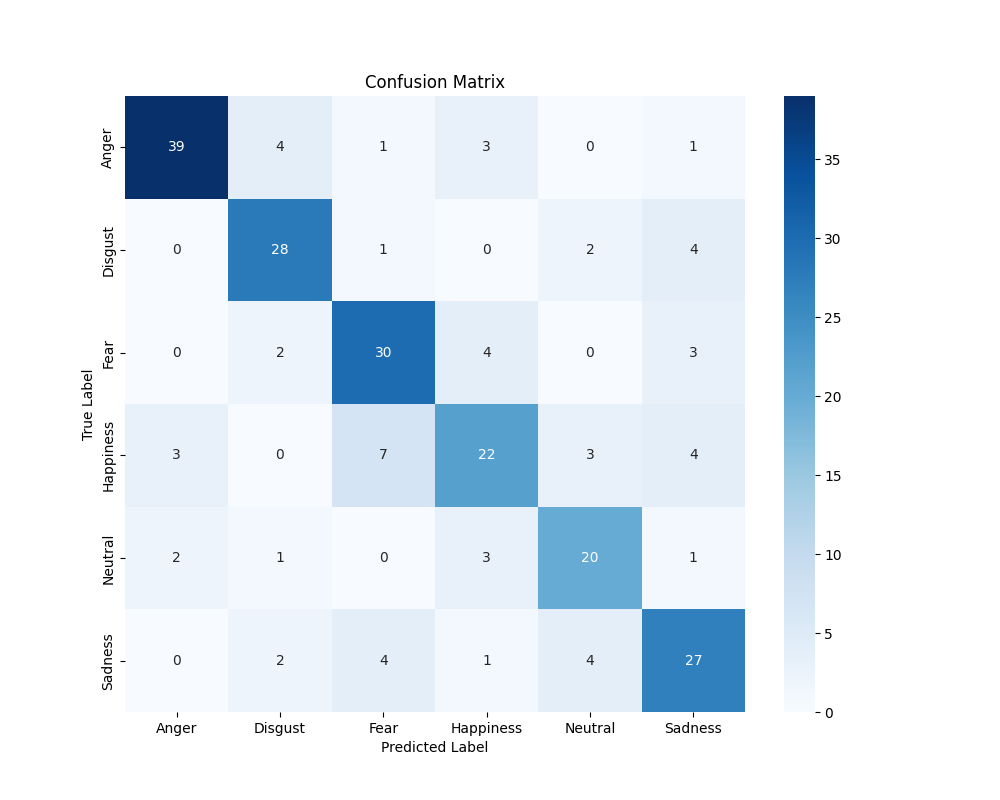 Confusion Matrix
Anger 39 4 1 3 0 1
Disgust 0 28 1 0 2 4
Fear 0 2 30 4 0 3
Happiness 3 0 7 22 3 4
Neutral 2 1 0 3 20 1
Sadness 0 2 4 1 4 27
Anger Disgust Fear Happiness Neutral Sadness
Predicted Label
True Label
35
30
25
20
15
10
5
0